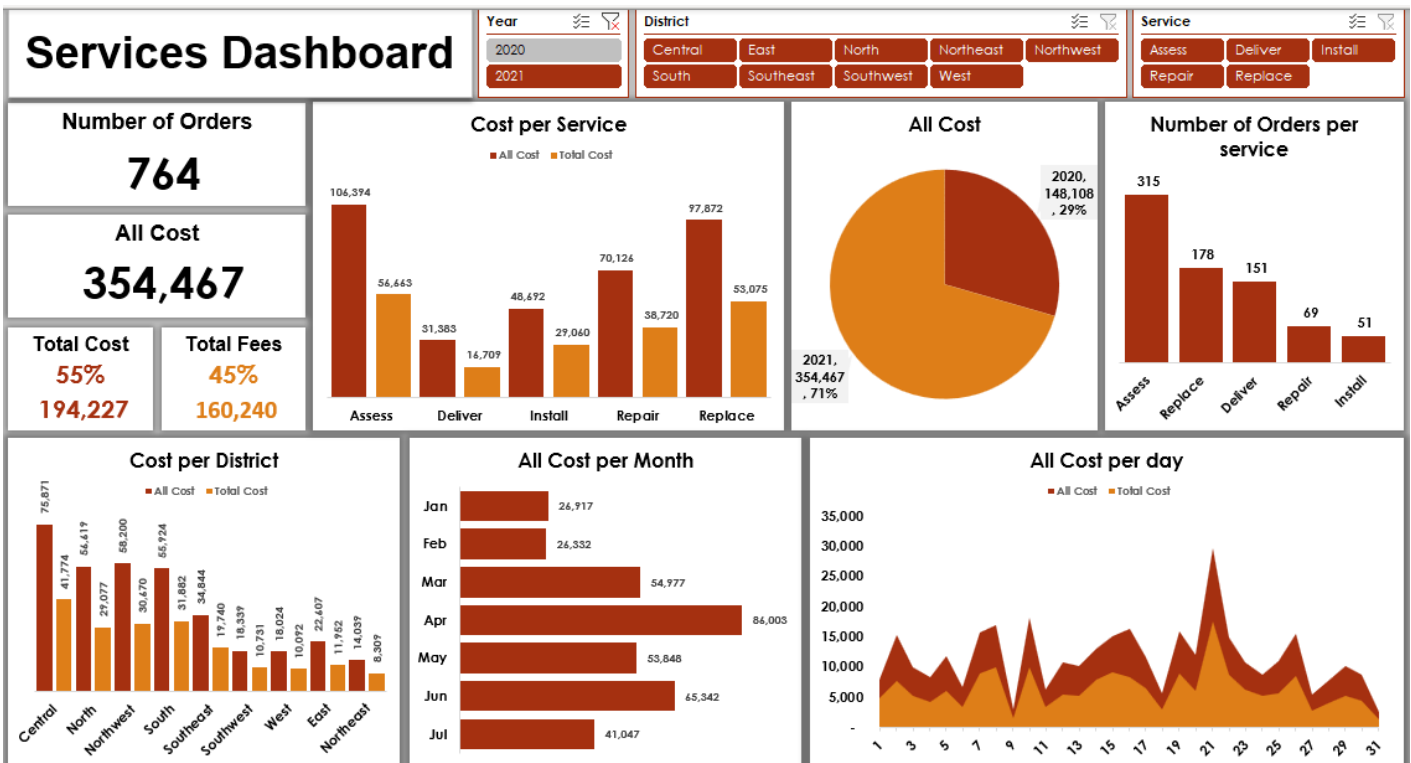 Services Dashboard
Year
2020
2021
District
Central East North Northeast Northwest
South Southeast Southwest West
Service
Assess Deliver Install
Repair Replace
Number of Orders
764
All Cost
354,467
Total Cost
55%
194,227
Total Fees
45%
160,240
Cost per Service
All Cost Total Cost
106,394
56,663
31,383
16,709
48,692
29,060
70,126
38,720
97,872
53,075
Assess Deliver Install Repair Replace
All Cost
2020,
148,108
, 29%
2021,
354,467
, 71%
Number of Orders per
service
315
178
151
69
51
Assess
Replace
Deliver
Repair
Install
Cost per District
All Cost Total Cost
75,871
41,774
56,619
29,077
58,200
30,670
55,924
31,882
34,844
19,740
18,339
10,731
18,024
10,092
22,607
11,952
14,039
8,309
Central
North
Northwest
South
Southeast
Southwest
West
East
Northeast
All Cost per Month
Jan 26,917
Feb 26,332
Mar 54,977
Apr 86,003
May 53,848
Jun 65,342
Jul 41,047
All Cost per day
All Cost Total Cost
35,000
30,000
25,000
20,000
15,000
10,000
5,000
-
1 3 5 7 9 11 13 15 17 19 21 23 25 27 29 31